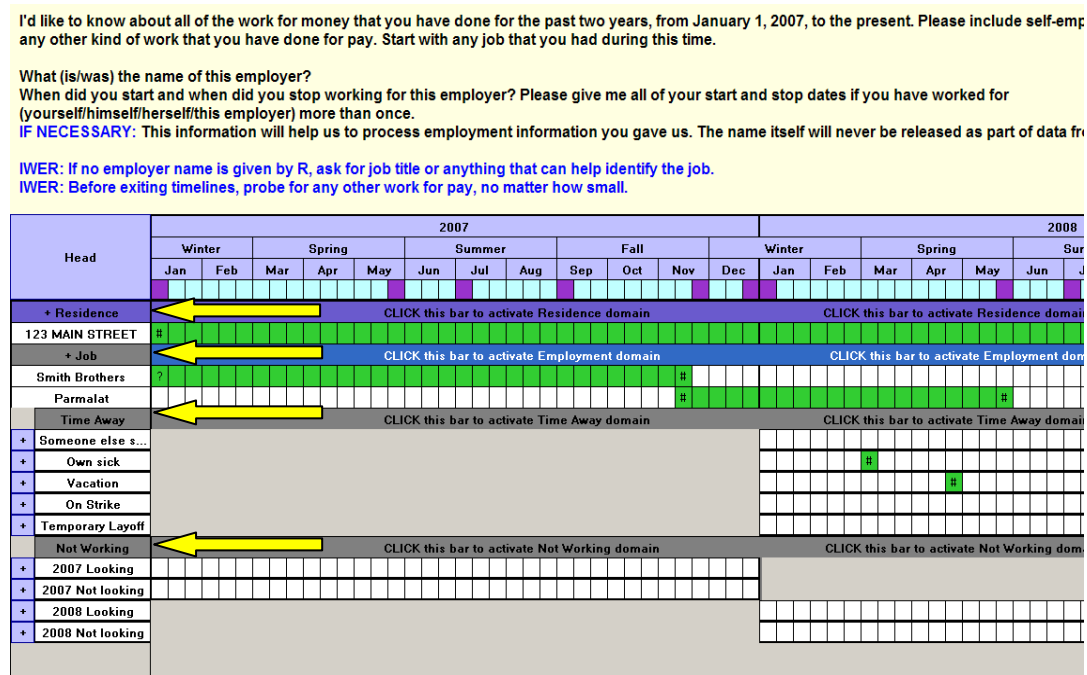 I'd like to know about all of the work for money that you have done for the past two years, from January 1, 2007, to the present. Please include self-emp
any other kind of work that you have done for pay. Start with any job that you had during this time.
What (is/was) the name of this employer?
When did you start and when did you stop working for this employer? Please give me all of your start and stop dates if you have worked for
(yourself/himself/herself/this employer) more than once.
IF NECESSARY: This information will help us to process employment information you gave us. The name itself will never be released as part of data fr
IWER: If no employer name is given by R, ask for job title or anything that can help identify the job.
IWER: Before exiting timelines, probe for any other work for pay, no matter how small.
Head
2007 2008
Winter Spring Summer Fall Winter Spring Sur
Jan Feb Mar Apr May Jun Jul Aug Sep Oct Nov Dec Jan Feb Mar Apr May Jun J
+ Residence CLICK this bar to activate Residence domain CLICK this bar to activate Residence domai
123 MAIN STREET #
+ Job CLICK this bar to activate Employment domain CLICK this bar to activate Employment dom
Smith Brothers ? #
Parmalat # #
Time Away CLICK this bar to activate Time Away domain CLICK this bar to activate Time Away domai
+ Someone else s...
+ Own sick #
+ Vacation #
+ On Strike
+ Temporary Layoff
Not Working CLICK this bar to activate Not Working domain CLICK this bar to activate Not Working dom
+ 2007 Looking
+ 2007 Not looking
+ 2008 Looking
+ 2008 Not looking